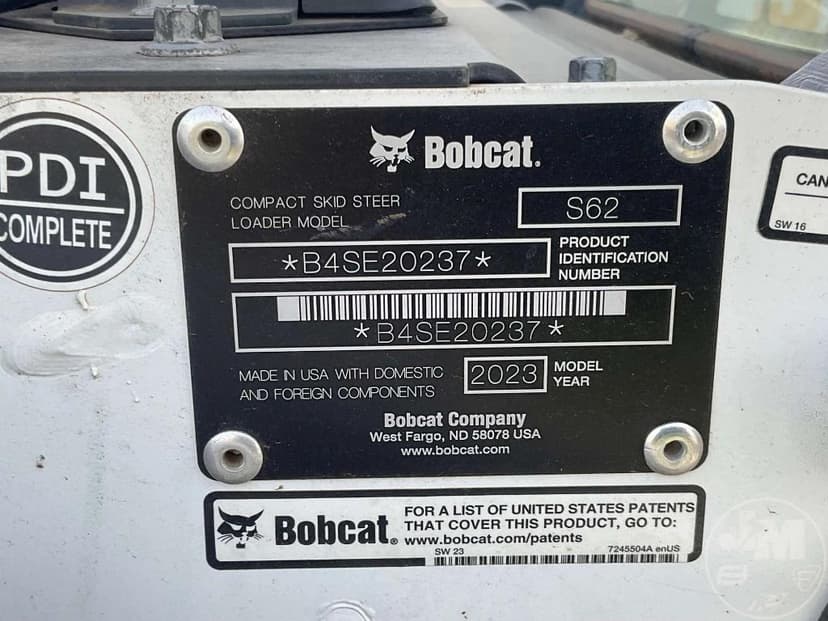 PDI
COMPLETE
Bobcat.
COMPACT SKID STEER
LOADER MODEL
S62
*B4SE20237*
PRODUCT
IDENTIFICATION
NUMBER
*B4SE20237*
MADE IN USA WITH DOMESTIC
AND FOREIGN COMPONENTS
2023
MODEL
YEAR
Bobcat Company
West Fargo, ND 58078 USA
www.bobcat.com
CAN
SW 16
Bobcat.
FOR A LIST OF UNITED STATES PATENTS
THAT COVER THIS PRODUCT, GO TO:
www.bobcat.com/patents
SW 23
7245504A enUS